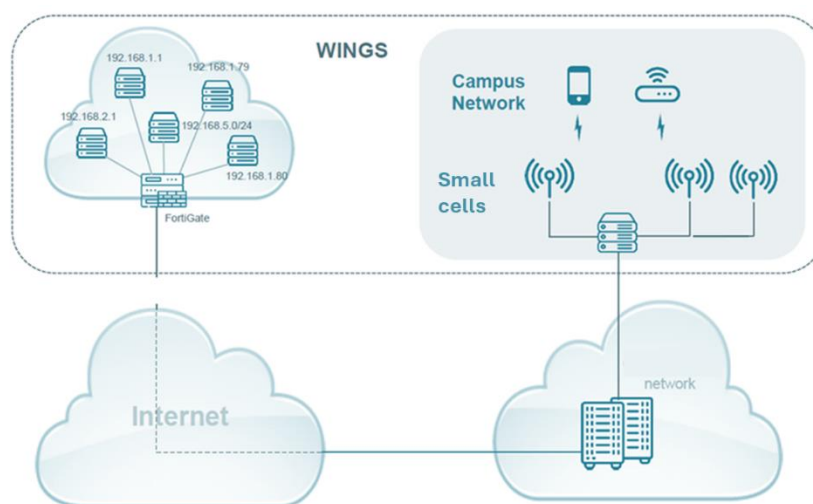 WINGS
192.168.1.1
192.168.1.79
192.168.2.1
192.168.5.0/24
192.168.1.80
FortiGate
Campus
Network
Small
cells
Internet
network